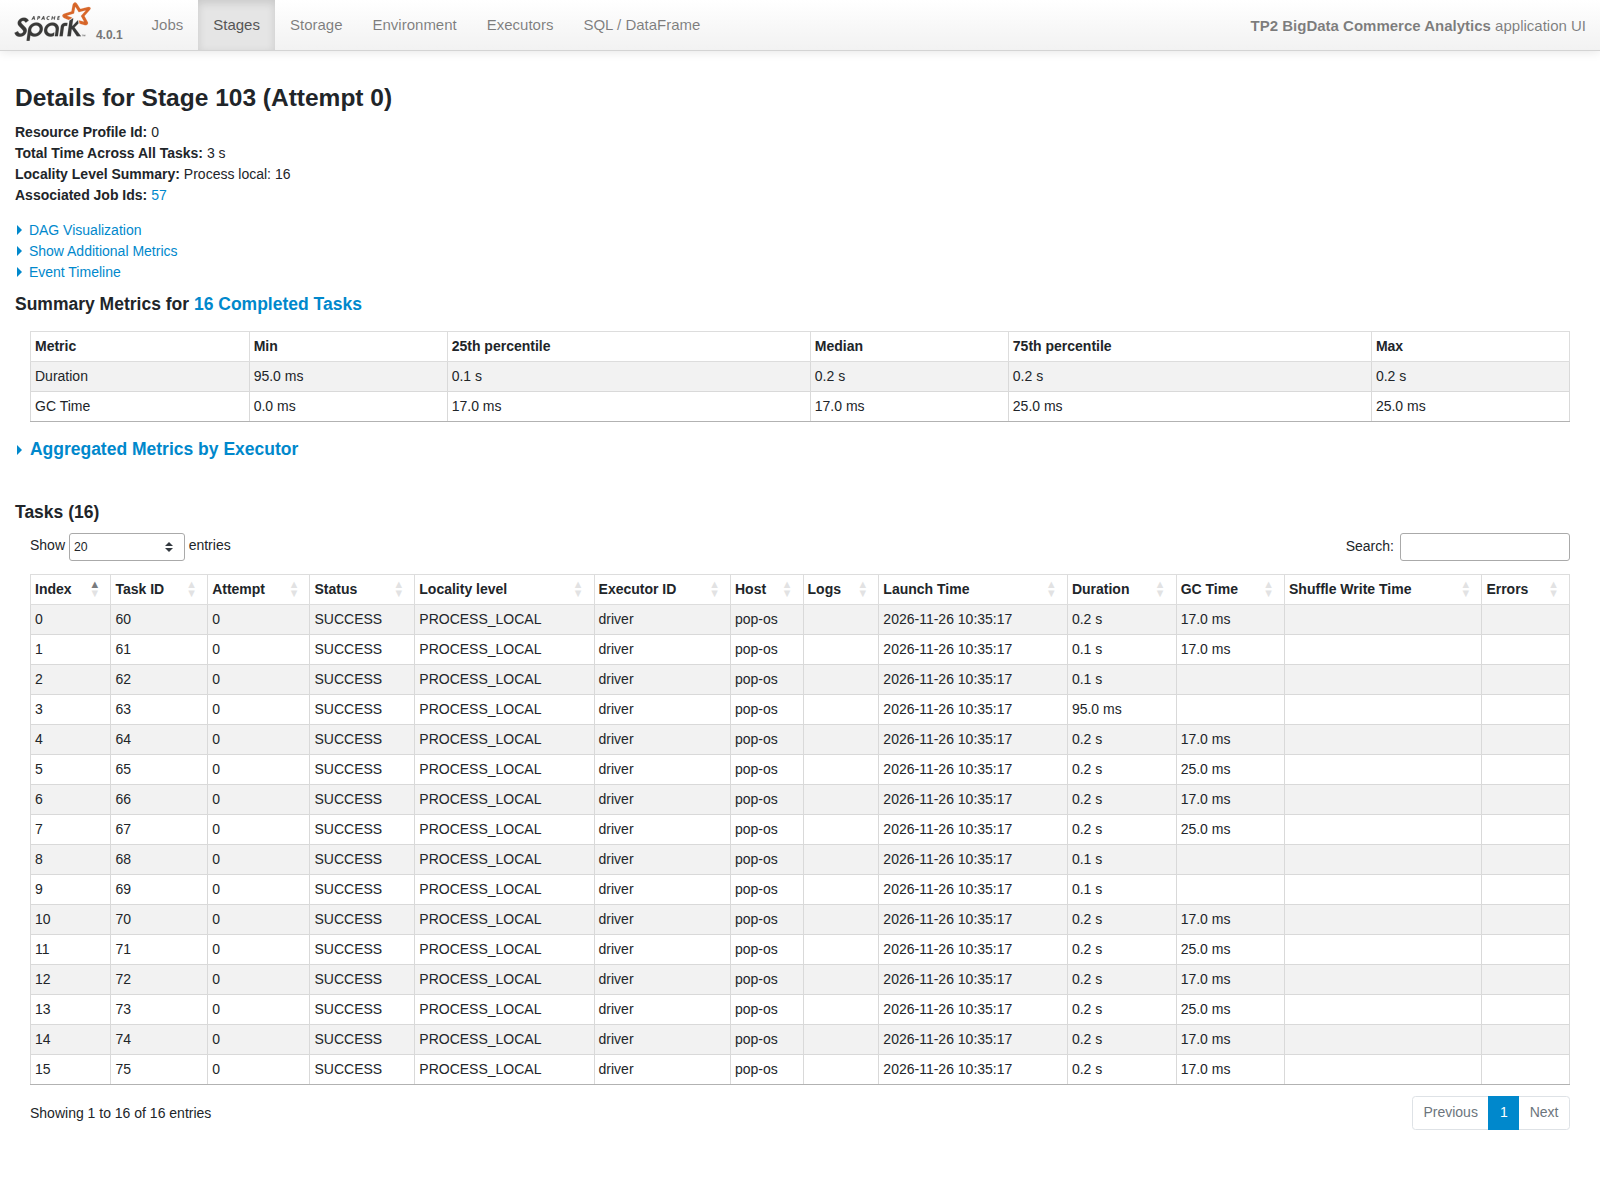 APACHE Spark 4.0.1 Jobs Stages Storage Environment Executors SQL / DataFrame TP2 BigData Commerce Analytics application UI
Details for Stage 103 (Attempt 0)
Resource Profile Id: 0
Total Time Across All Tasks: 3 s
Locality Level Summary: Process local: 16
Associated Job Ids: 57
DAG Visualization
Show Additional Metrics
Event Timeline
Summary Metrics for 16 Completed Tasks
Metric Min 25th percentile Median 75th percentile Max
Duration 95.0 ms 0.1 s 0.2 s 0.2 s 0.2 s
GC Time 0.0 ms 17.0 ms 17.0 ms 25.0 ms 25.0 ms
Aggregated Metrics by Executor
Tasks (16)
Show 20 entries Search:
Index Task ID Attempt Status Locality level Executor ID Host Logs Launch Time Duration GC Time Shuffle Write Time Errors
0 60 0 SUCCESS PROCESS_LOCAL driver pop-os 2026-11-26 10:35:17 0.2 s 17.0 ms
1 61 0 SUCCESS PROCESS_LOCAL driver pop-os 2026-11-26 10:35:17 0.1 s 17.0 ms
2 62 0 SUCCESS PROCESS_LOCAL driver pop-os 2026-11-26 10:35:17 0.1 s
3 63 0 SUCCESS PROCESS_LOCAL driver pop-os 2026-11-26 10:35:17 95.0 ms
4 64 0 SUCCESS PROCESS_LOCAL driver pop-os 2026-11-26 10:35:17 0.2 s 17.0 ms
5 65 0 SUCCESS PROCESS_LOCAL driver pop-os 2026-11-26 10:35:17 0.2 s 25.0 ms
6 66 0 SUCCESS PROCESS_LOCAL driver pop-os 2026-11-26 10:35:17 0.2 s 17.0 ms
7 67 0 SUCCESS PROCESS_LOCAL driver pop-os 2026-11-26 10:35:17 0.2 s 25.0 ms
8 68 0 SUCCESS PROCESS_LOCAL driver pop-os 2026-11-26 10:35:17 0.1 s
9 69 0 SUCCESS PROCESS_LOCAL driver pop-os 2026-11-26 10:35:17 0.1 s
10 70 0 SUCCESS PROCESS_LOCAL driver pop-os 2026-11-26 10:35:17 0.2 s 17.0 ms
11 71 0 SUCCESS PROCESS_LOCAL driver pop-os 2026-11-26 10:35:17 0.2 s 25.0 ms
12 72 0 SUCCESS PROCESS_LOCAL driver pop-os 2026-11-26 10:35:17 0.2 s 17.0 ms
13 73 0 SUCCESS PROCESS_LOCAL driver pop-os 2026-11-26 10:35:17 0.2 s 25.0 ms
14 74 0 SUCCESS PROCESS_LOCAL driver pop-os 2026-11-26 10:35:17 0.2 s 17.0 ms
15 75 0 SUCCESS PROCESS_LOCAL driver pop-os 2026-11-26 10:35:17 0.2 s 17.0 ms
Showing 1 to 16 of 16 entries Previous 1 Next